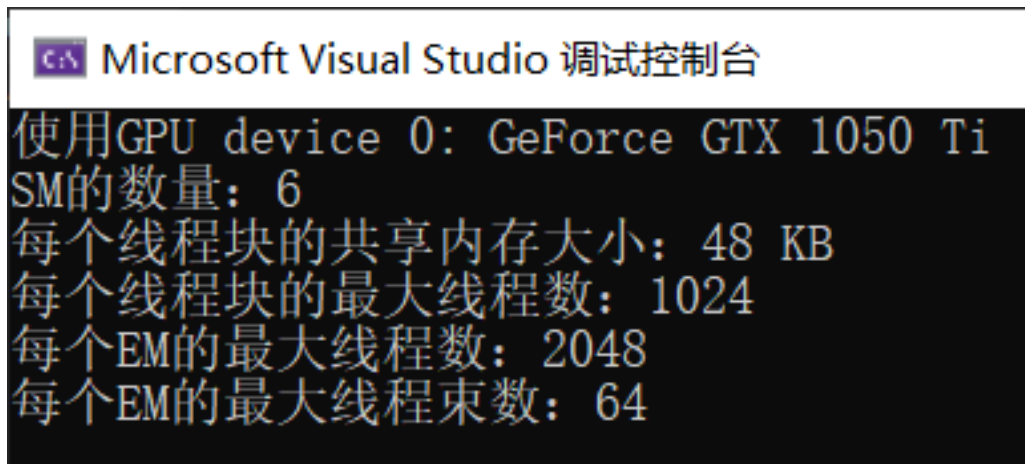 Microsoft Visual Studio 调试控制台
使用GPU device 0: GeForce GTX 1050 Ti
SM的数量：6
每个线程块的共享内存大小：48 KB
每个线程块的最大线程数：1024
每个EM的最大线程数：2048
每个EM的最大线程束数：64